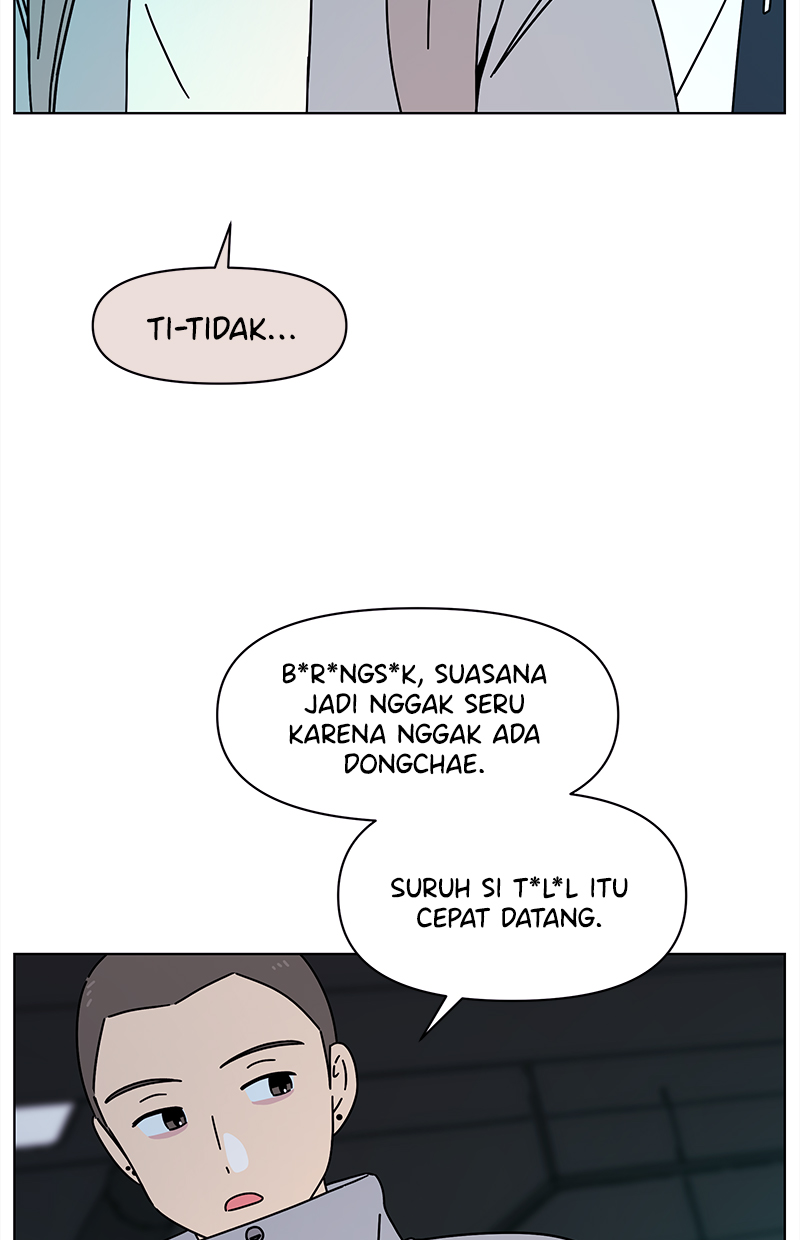 TI-TIDAK...
B*R*NGS*K, SUASANA
JADI NGGAK SERU
KARENA NGGAK ADA
DONGCHAE.
SURUH SI T*L*L ITU
CEPAT DATANG.